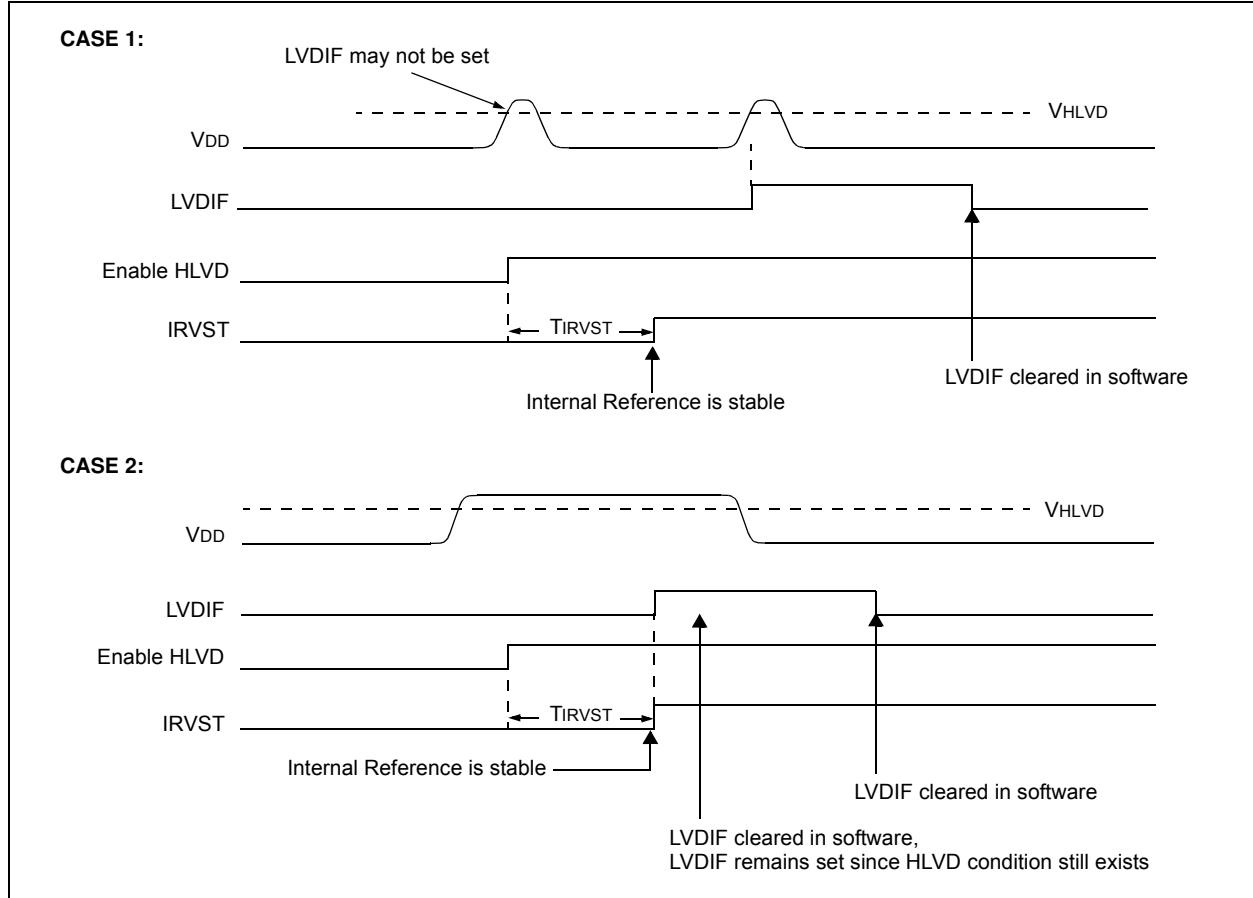 CASE 1:
LVDIF may not be set
VHLVD
VDD
LVDIF
Enable HLVD
IRVST
TIRVST
LVDIF cleared in software
Internal Reference is stable
CASE 2:
VHLVD
VDD
LVDIF
Enable HLVD
IRVST
TIRVST
Internal Reference is stable
LVDIF cleared in software
LVDIF cleared in software,
LVDIF remains set since HLVD condition still exists